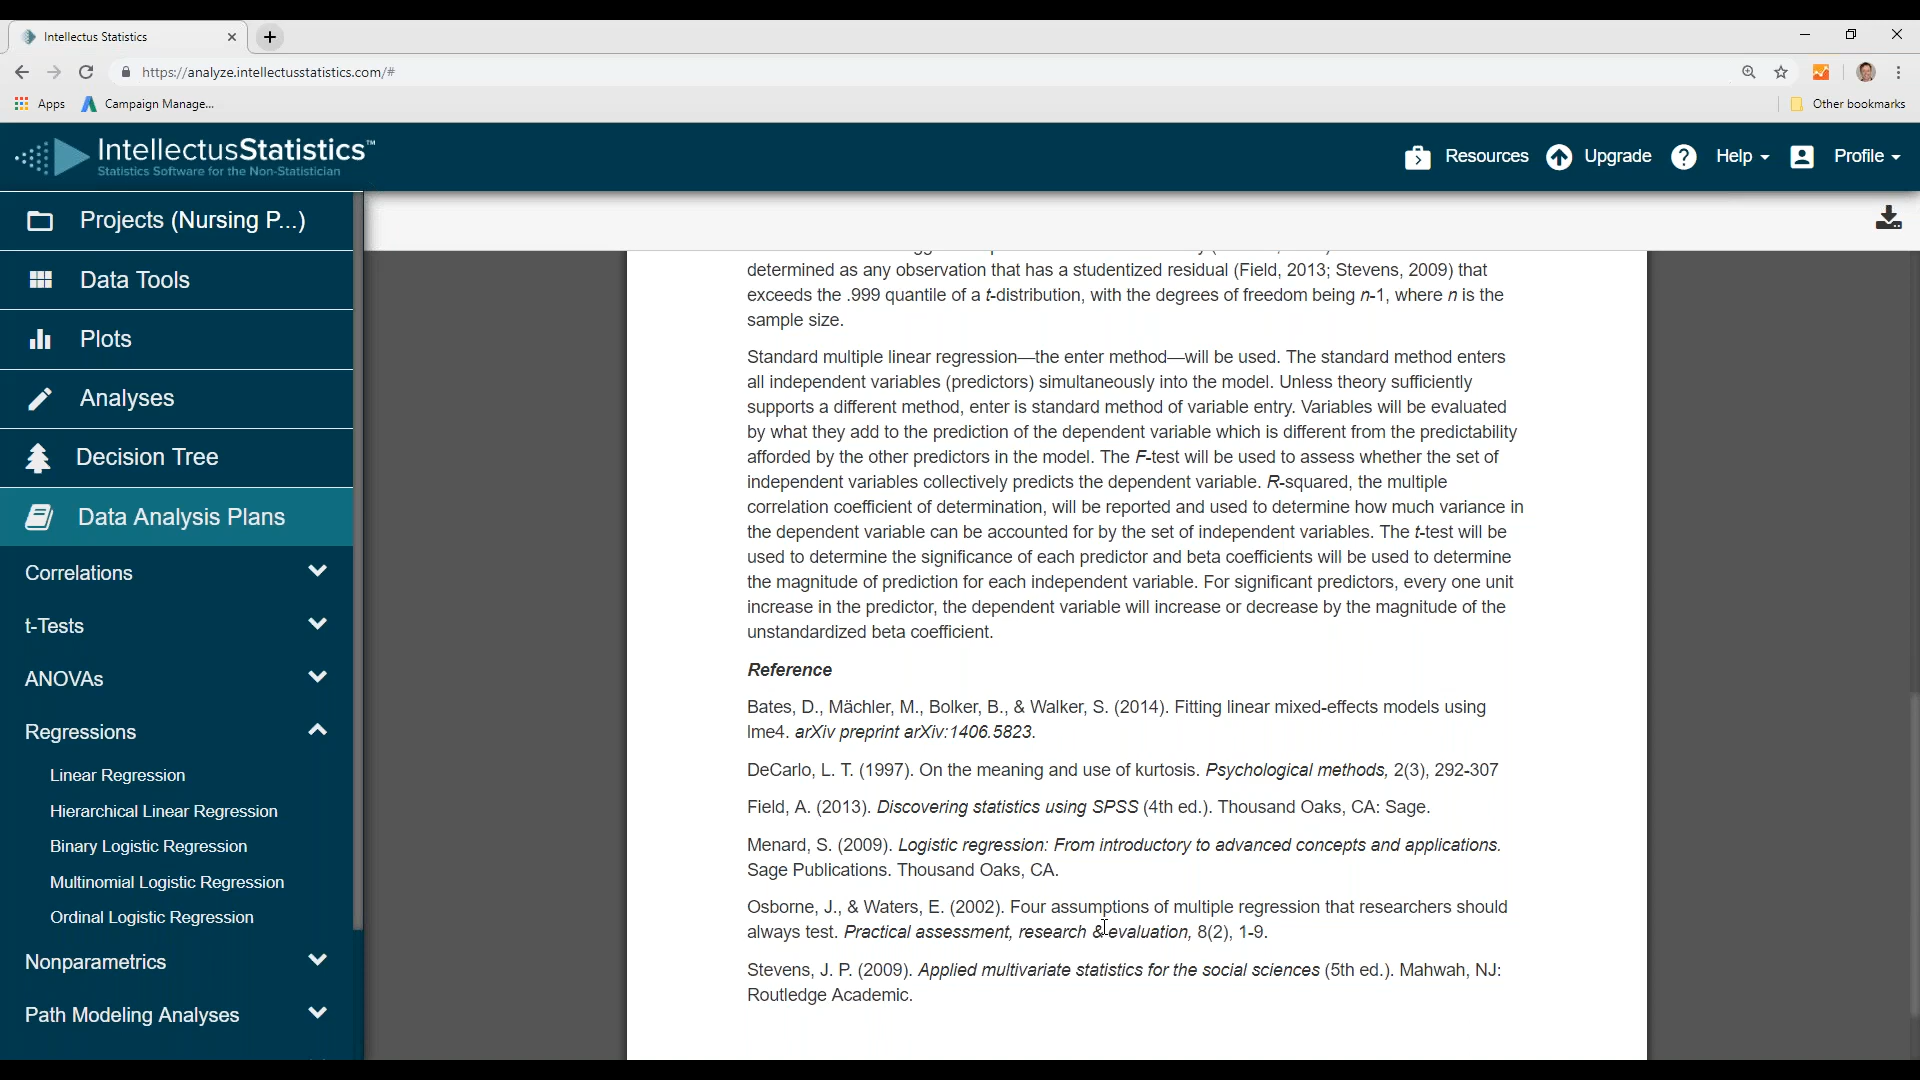 Intellectus Statistics
https://analyze.intellectusstatistics.com/#
Apps
Campaign Manage...
Other bookmarks
IntellectusStatistics™
Statistics Software for the Non-Statistician
Resources
Upgrade
Help
Profile
Projects (Nursing P...)
Data Tools
Plots
Analyses
Decision Tree
Data Analysis Plans
Correlations
t-Tests
ANOVAs
Regressions
Linear Regression
Hierarchical Linear Regression
Binary Logistic Regression
Multinomial Logistic Regression
Ordinal Logistic Regression
Nonparametrics
Path Modeling Analyses
determined as any observation that has a studentized residual (Field, 2013; Stevens, 2009) that
exceeds the .999 quantile of a t-distribution, with the degrees of freedom being n-1, where n is the
sample size.
Standard multiple linear regression—the enter method—will be used. The standard method enters
all independent variables (predictors) simultaneously into the model. Unless theory sufficiently
supports a different method, enter is standard method of variable entry. Variables will be evaluated
by what they add to the prediction of the dependent variable which is different from the predictability
afforded by the other predictors in the model. The F-test will be used to assess whether the set of
independent variables collectively predicts the dependent variable. R-squared, the multiple
correlation coefficient of determination, will be reported and used to determine how much variance in
the dependent variable can be accounted for by the set of independent variables. The t-test will be
used to determine the significance of each predictor and beta coefficients will be used to determine
the magnitude of prediction for each independent variable. For significant predictors, every one unit
increase in the predictor, the dependent variable will increase or decrease by the magnitude of the
unstandardized beta coefficient.
Reference
Bates, D., Mächler, M., Bolker, B., & Walker, S. (2014). Fitting linear mixed-effects models using
lme4. arXiv preprint arXiv:1406.5823.
DeCarlo, L. T. (1997). On the meaning and use of kurtosis. Psychological methods, 2(3), 292-307
Field, A. (2013). Discovering statistics using SPSS (4th ed.). Thousand Oaks, CA: Sage.
Menard, S. (2009). Logistic regression: From introductory to advanced concepts and applications.
Sage Publications. Thousand Oaks, CA.
Osborne, J., & Waters, E. (2002). Four assumptions of multiple regression that researchers should
always test. Practical assessment, research & evaluation, 8(2), 1-9.
Stevens, J. P. (2009). Applied multivariate statistics for the social sciences (5th ed.). Mahwah, NJ:
Routledge Academic.